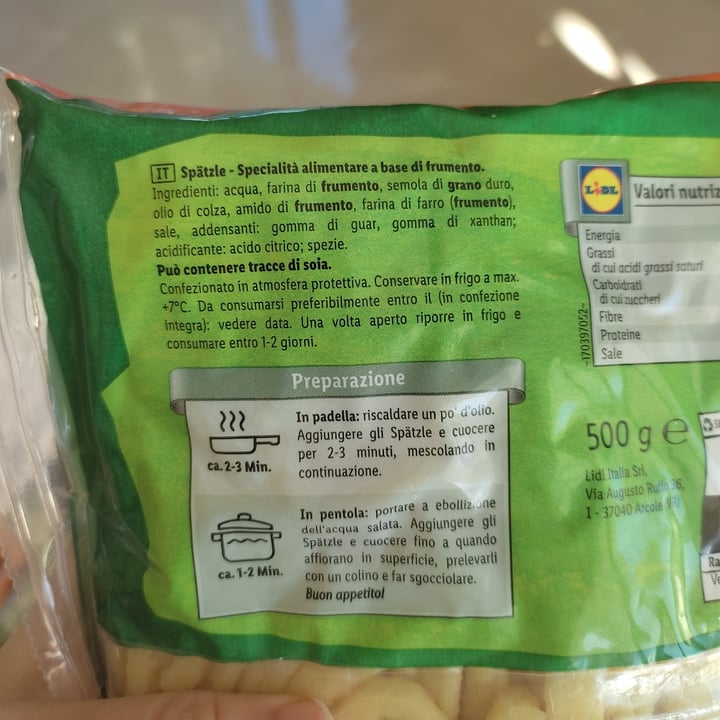 IT Spätzle - Specialità alimentare a base di frumento.
Ingredienti: acqua, farina di frumento, semola di grano duro,
olio di colza, amido di frumento, farina di farro (frumento),
sale, addensanti: gomma di guar, gomma di xanthan;
acidificante: acido citrico; spezie.
Può contenere tracce di soia.
Confezionato in atmosfera protettiva. Conservare in frigo a max.
+7°C. Da consumarsi preferibilmente entro il (in confezione
integra): vedere data. Una volta aperto riporre in frigo e
consumare entro 1-2 giorni.
Preparazione
ca. 2-3 Min.
In padella: riscaldare un po' d'olio.
Aggiungere gli Spätzle e cuocere
per 2-3 minuti, mescolando in
continuazione.
ca. 1-2 Min.
In pentola: portare a ebollizione
dell'acqua salata. Aggiungere gli
Spätzle e cuocere fino a quando
affiorano in superficie, prelevarli
con un colino e far sgocciolare.
Buon appetito!
LIDL
Valori nutriz
Energia
Grassi
di cui acidi grassi saturi
Carboidrati
di cui zuccheri
Fibre
Proteine
Sale
-170397052-
500 g e
Lidl Italia Srl,
Via Augusto Ruffo 36,
I - 37040 Arcole
Ra